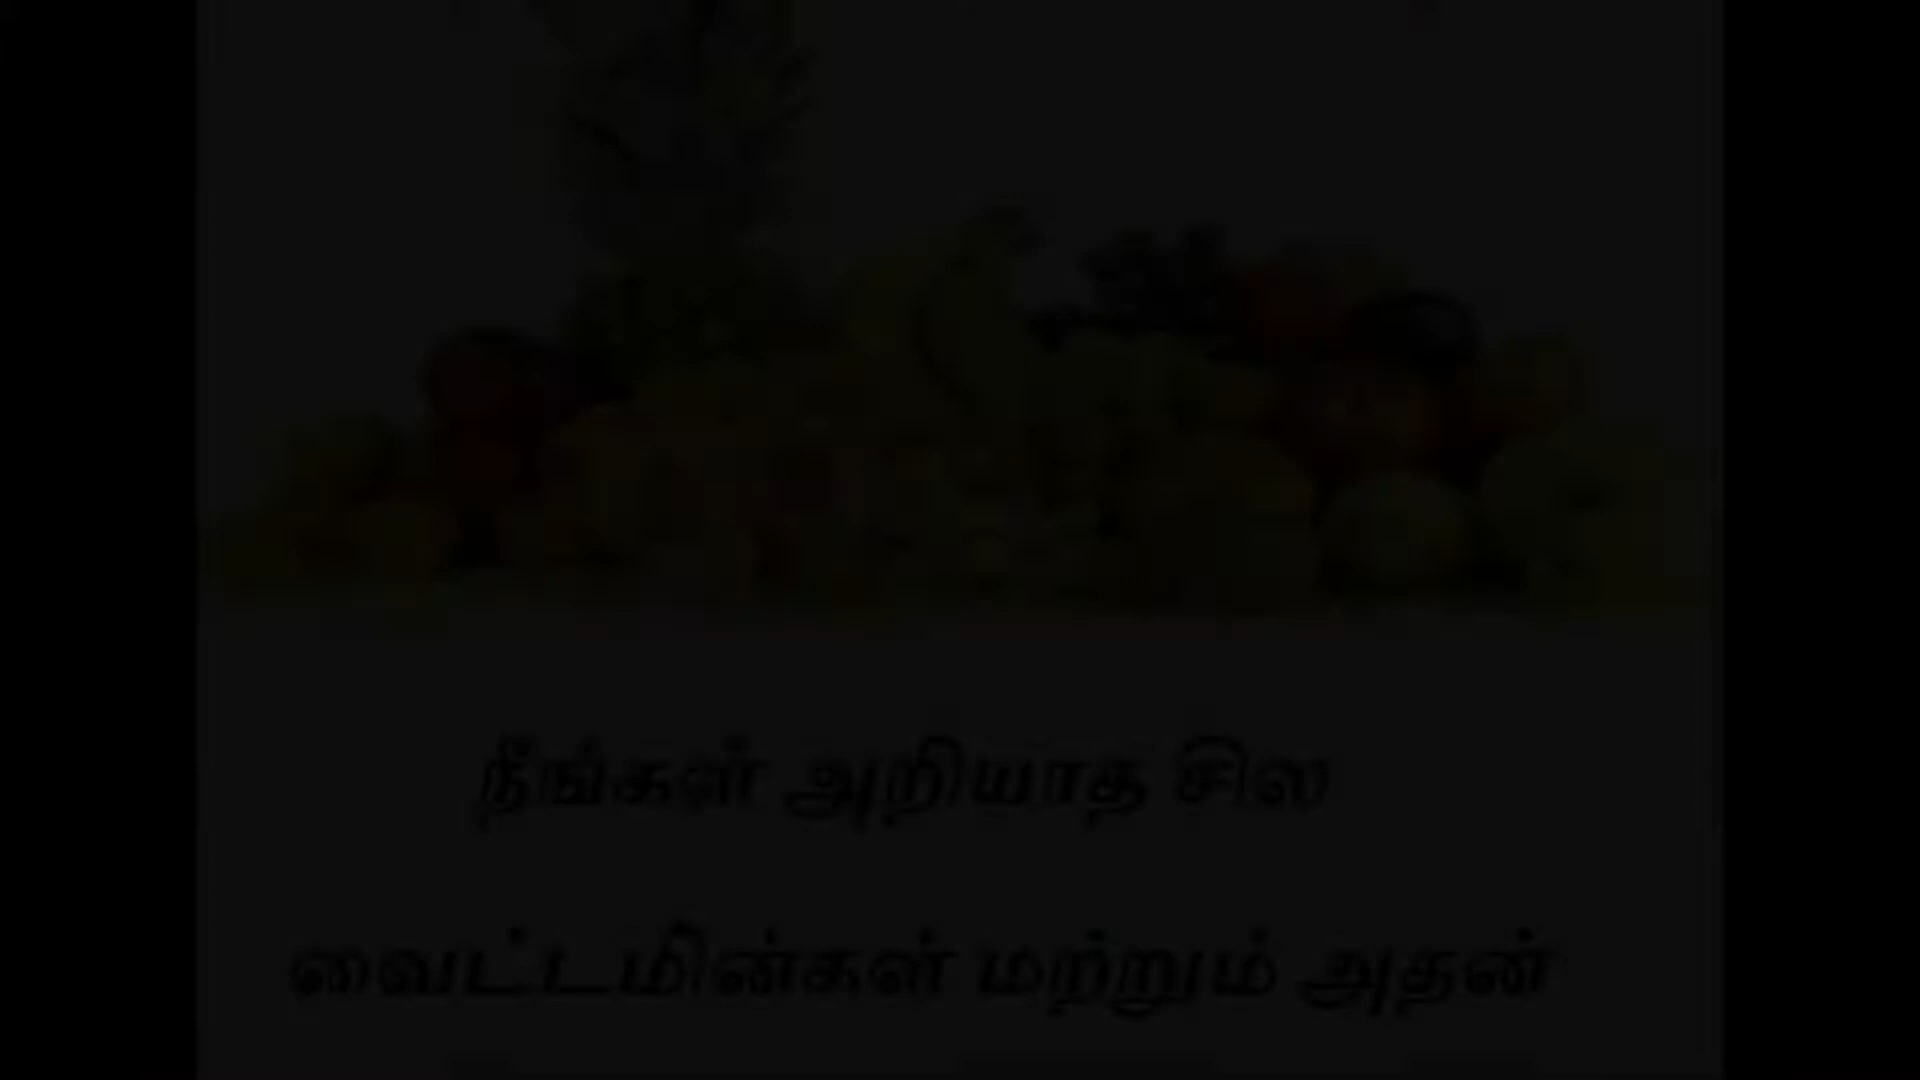 நீங்கள் அறியாத சில
வைட்டமின்கள் மற்றும் அதன்